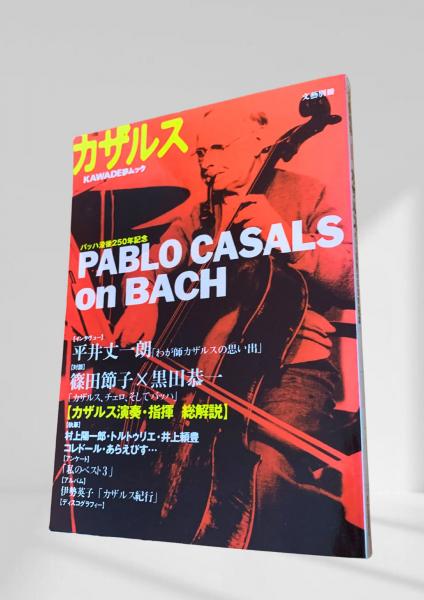 文藝別冊
カザルス
KAWADE夢ムック
バッハ没後250年記念
PABLO CASALS
on BACH
【インタヴュー】
平井丈一朗「わが師カザルスの思い出」
【対談】
篠田節子×黒田恭一
「カザルス、チェロ、そしてバッハ」
【カザルス演奏・指揮 総解説】
【執筆】
村上陽一郎・トルトゥリエ・井上頼豊
コレドール・あらえびす…
【アンケート】
「私のベスト3」
【アルバム】
伊勢英子「カザルス紀行」
【ディスコグラフィー】